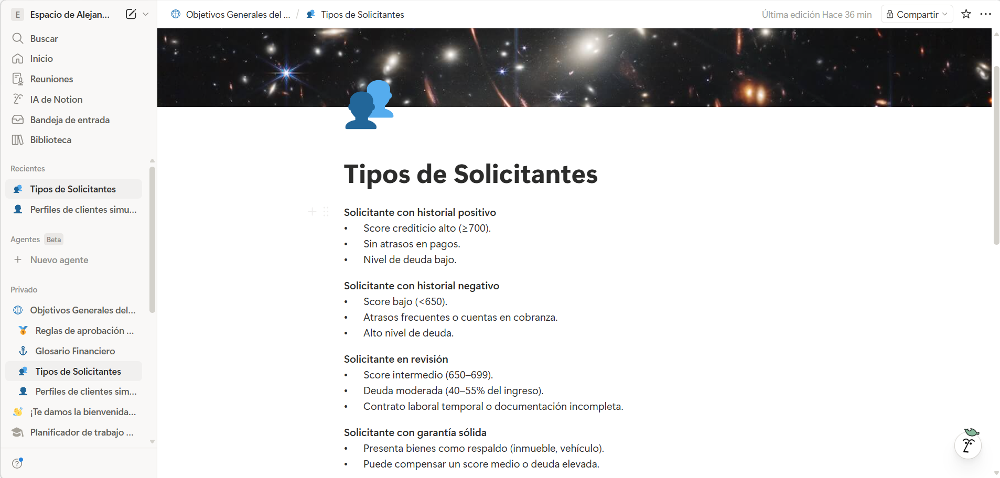 E Espacio de Alejan...
Buscar
Inicio
Reuniones
IA de Notion
Bandeja de entrada
Biblioteca
Recientes
Tipos de Solicitantes
Perfiles de clientes simu...
Agentes Beta
+ Nuevo agente
Privado
Objetivos Generales del...
Reglas de aprobación ...
Glosario Financiero
Tipos de Solicitantes
Perfiles de clientes sim...
¡Te damos la bienvenida...
Planificador de trabajo ...
Objetivos Generales del ... / Tipos de Solicitantes
Última edición Hace 36 min
Compartir
Tipos de Solicitantes
Solicitante con historial positivo
• Score crediticio alto (≥700).
• Sin atrasos en pagos.
• Nivel de deuda bajo.
Solicitante con historial negativo
• Score bajo (<650).
• Atrasos frecuentes o cuentas en cobranza.
• Alto nivel de deuda.
Solicitante en revisión
• Score intermedio (650–699).
• Deuda moderada (40–55% del ingreso).
• Contrato laboral temporal o documentación incompleta.
Solicitante con garantía sólida
• Presenta bienes como respaldo (inmueble, vehículo).
• Puede compensar un score medio o deuda elevada.